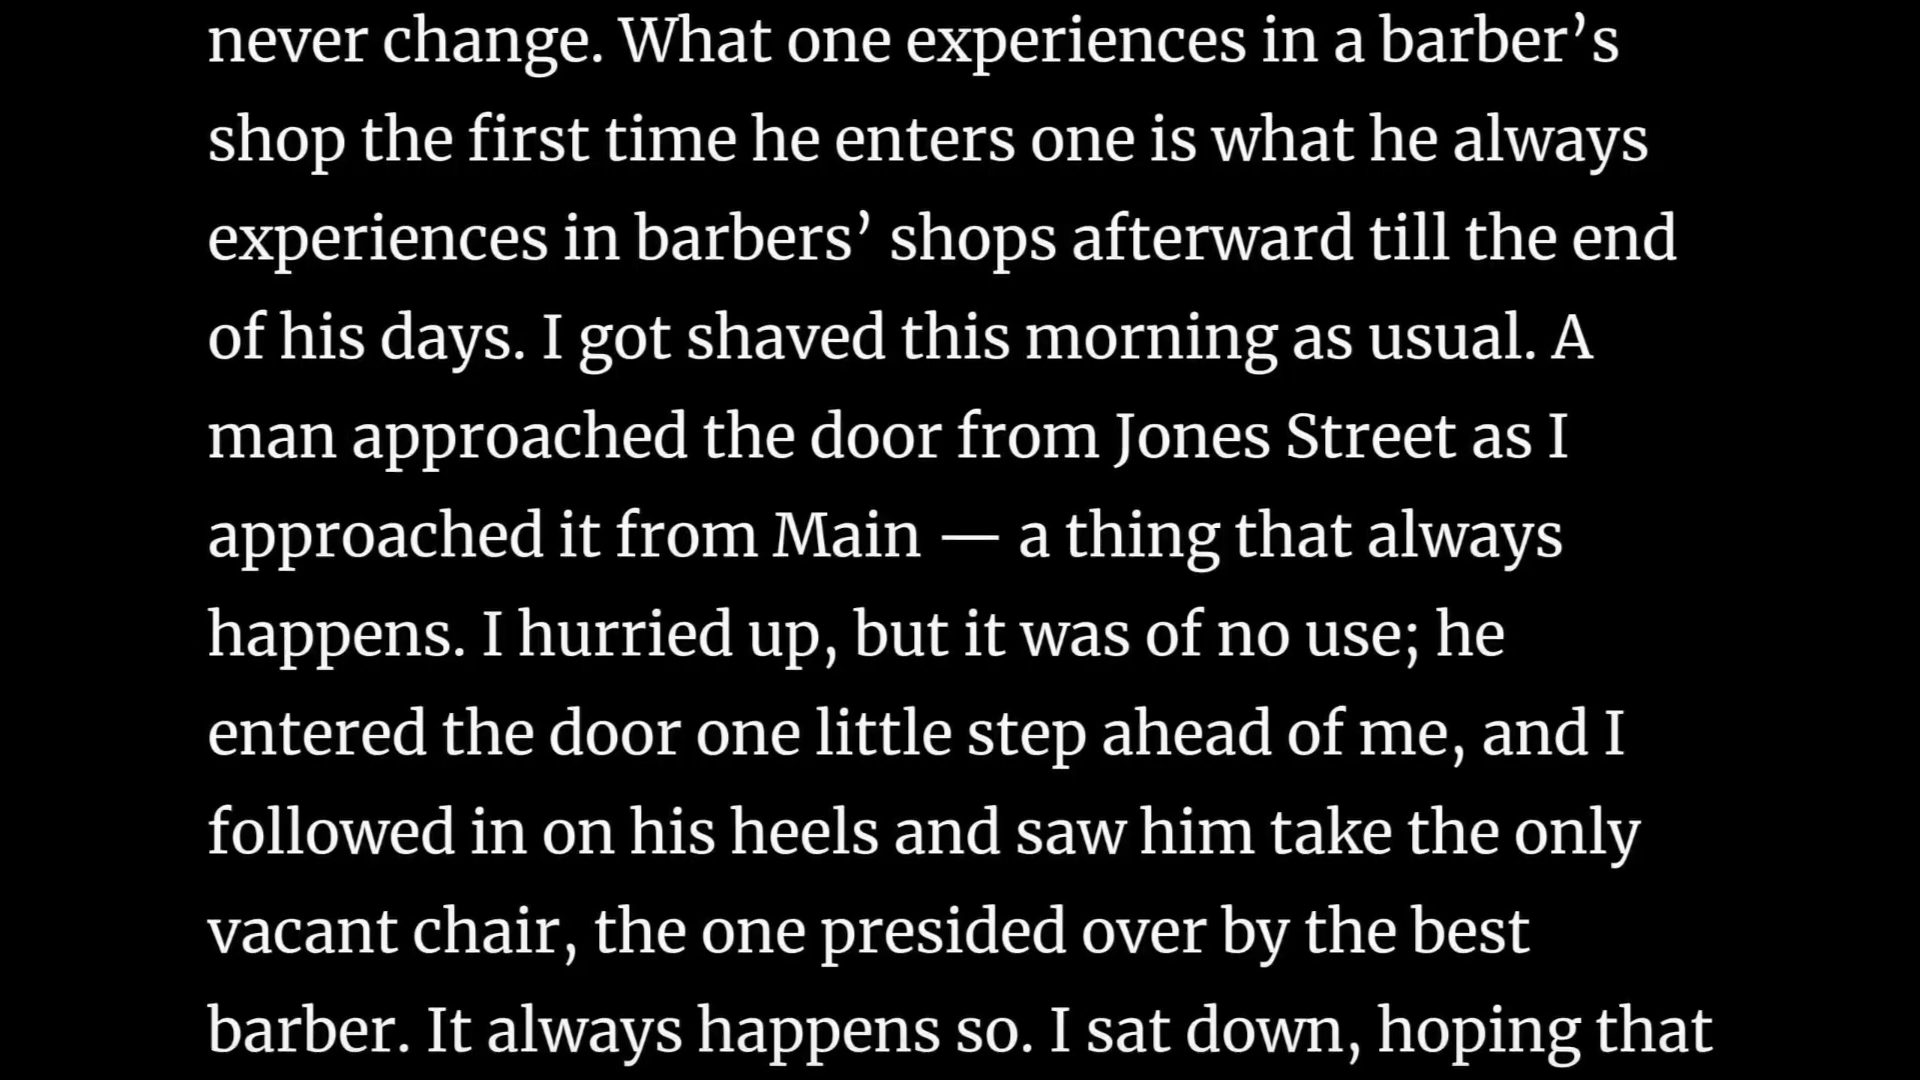 never change. What one experiences in a barber’s
shop the first time he enters one is what he always
experiences in barbers’ shops afterward till the end
of his days. I got shaved this morning as usual. A
man approached the door from Jones Street as I
approached it from Main — a thing that always
happens. I hurried up, but it was of no use; he
entered the door one little step ahead of me, and I
followed in on his heels and saw him take the only
vacant chair, the one presided over by the best
barber. It always happens so. I sat down, hoping that